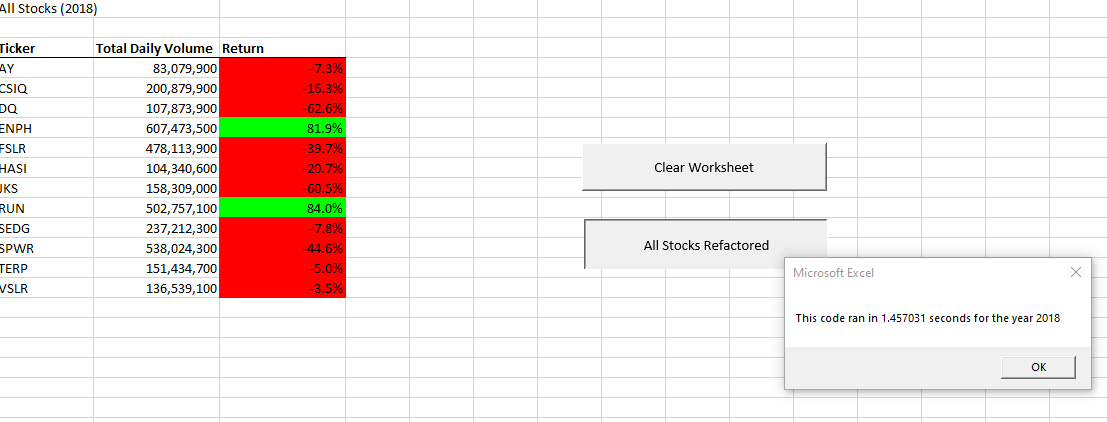 All Stocks (2018)
Ticker Total Daily Volume Return
AY 83,079,900 -7.3%
CSIQ 200,879,900 -16.3%
DQ 107,873,900 -62.6%
ENPH 607,473,500 81.9%
FSLR 478,113,900 -39.7%
HASI 104,340,600 -20.7%
JKS 158,309,000 -60.5%
RUN 502,757,100 84.0%
SEDG 237,212,300 -7.8%
SPWR 538,024,300 -44.6%
TERP 151,434,700 -5.0%
VSLR 136,539,100 -3.5%
Clear Worksheet
All Stocks Refactored
Microsoft Excel
This code ran in 1.457031 seconds for the year 2018
OK